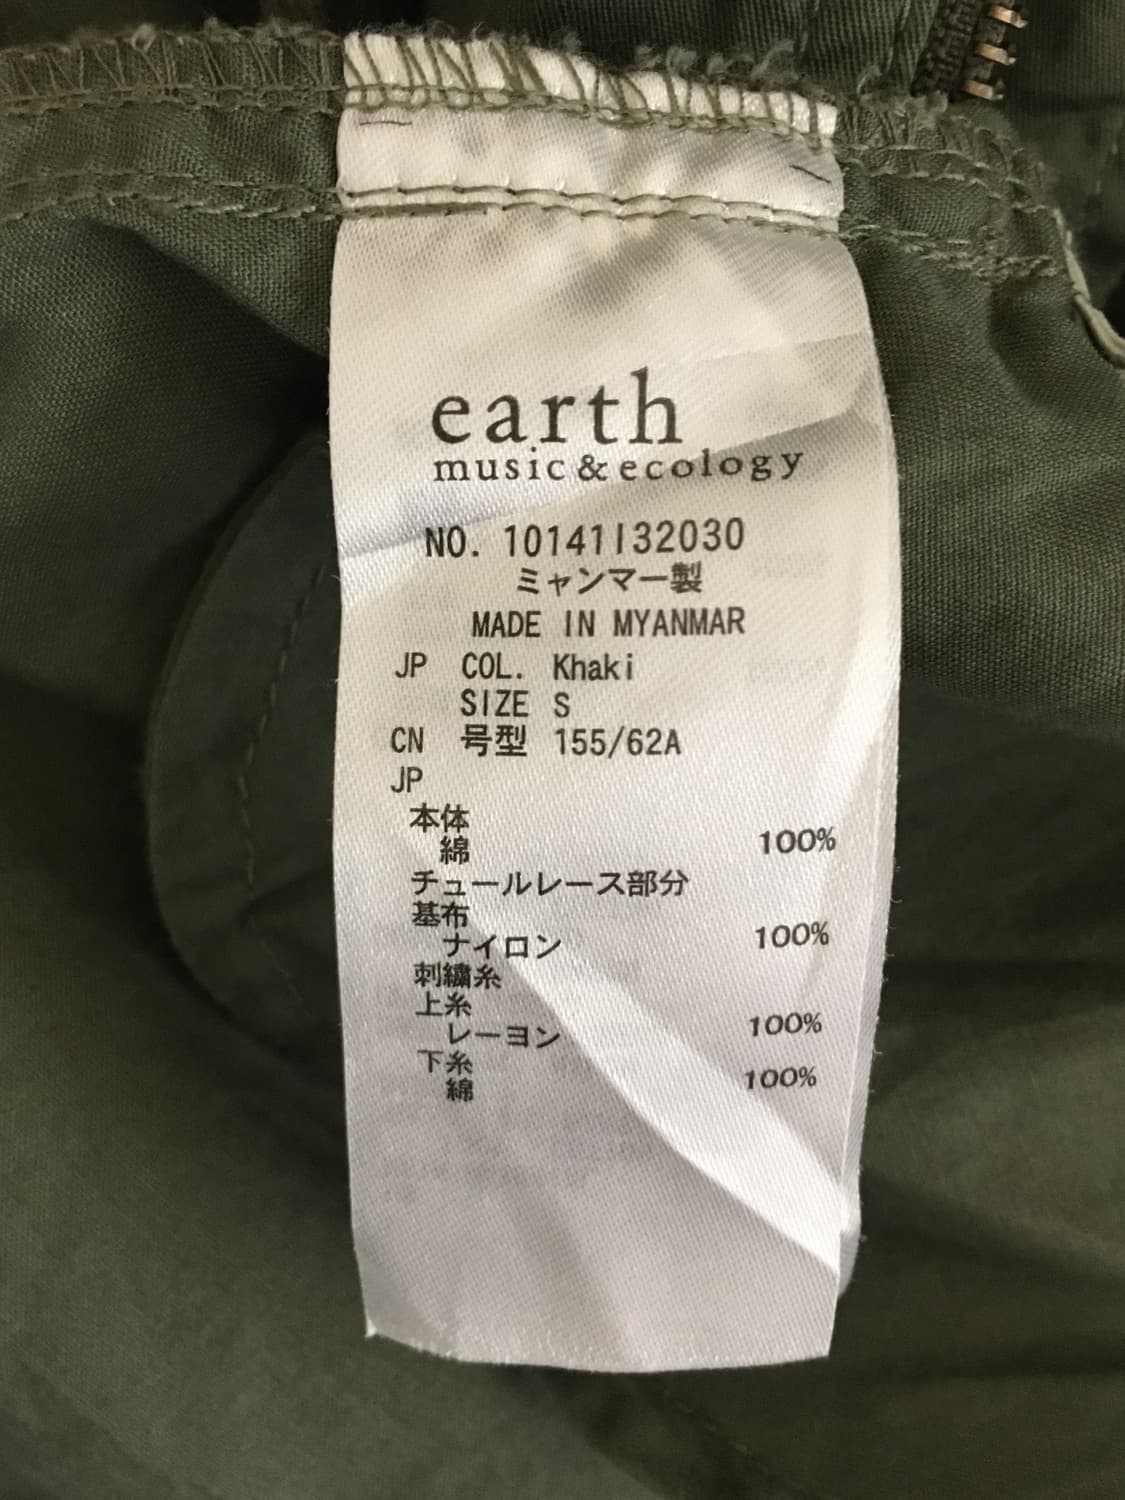 earth
music & ecology
NO. 10141I32030
ミャンマー製
MADE IN MYANMAR
JP COL. Khaki
SIZE S
CN 号型 155/62A
JP
本体
綿 100%
チュールレース部分
基布
ナイロン 100%
刺繍糸
上糸
レーヨン 100%
下糸
綿 100%